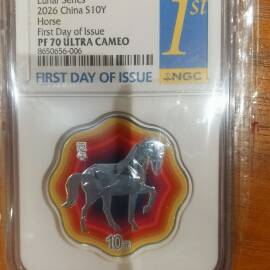 Lunar Series
2026 China S10Y
Horse
First Day of Issue
PF 70 ULTRA CAMEO
8650656-006
1st
FIRST DAY OF ISSUE
NGC
10元